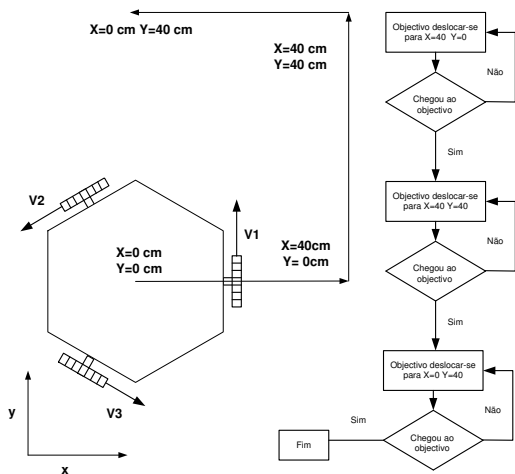 X=0 cm Y=40 cm
X=40 cm
Y=40 cm
V2
V1
X=0 cm
Y=0 cm
X=40cm
Y= 0cm
V3
y
x
Objectivo deslocar-se
para X=40 Y=0
Não
Chegou ao
objectivo
Sim
Objectivo deslocar-se
para X=40 Y=40
Não
Chegou ao
objectivo
Sim
Objectivo deslocar-se
para X=0 Y=40
Sim
Não
Fim
Chegou ao
objectivo